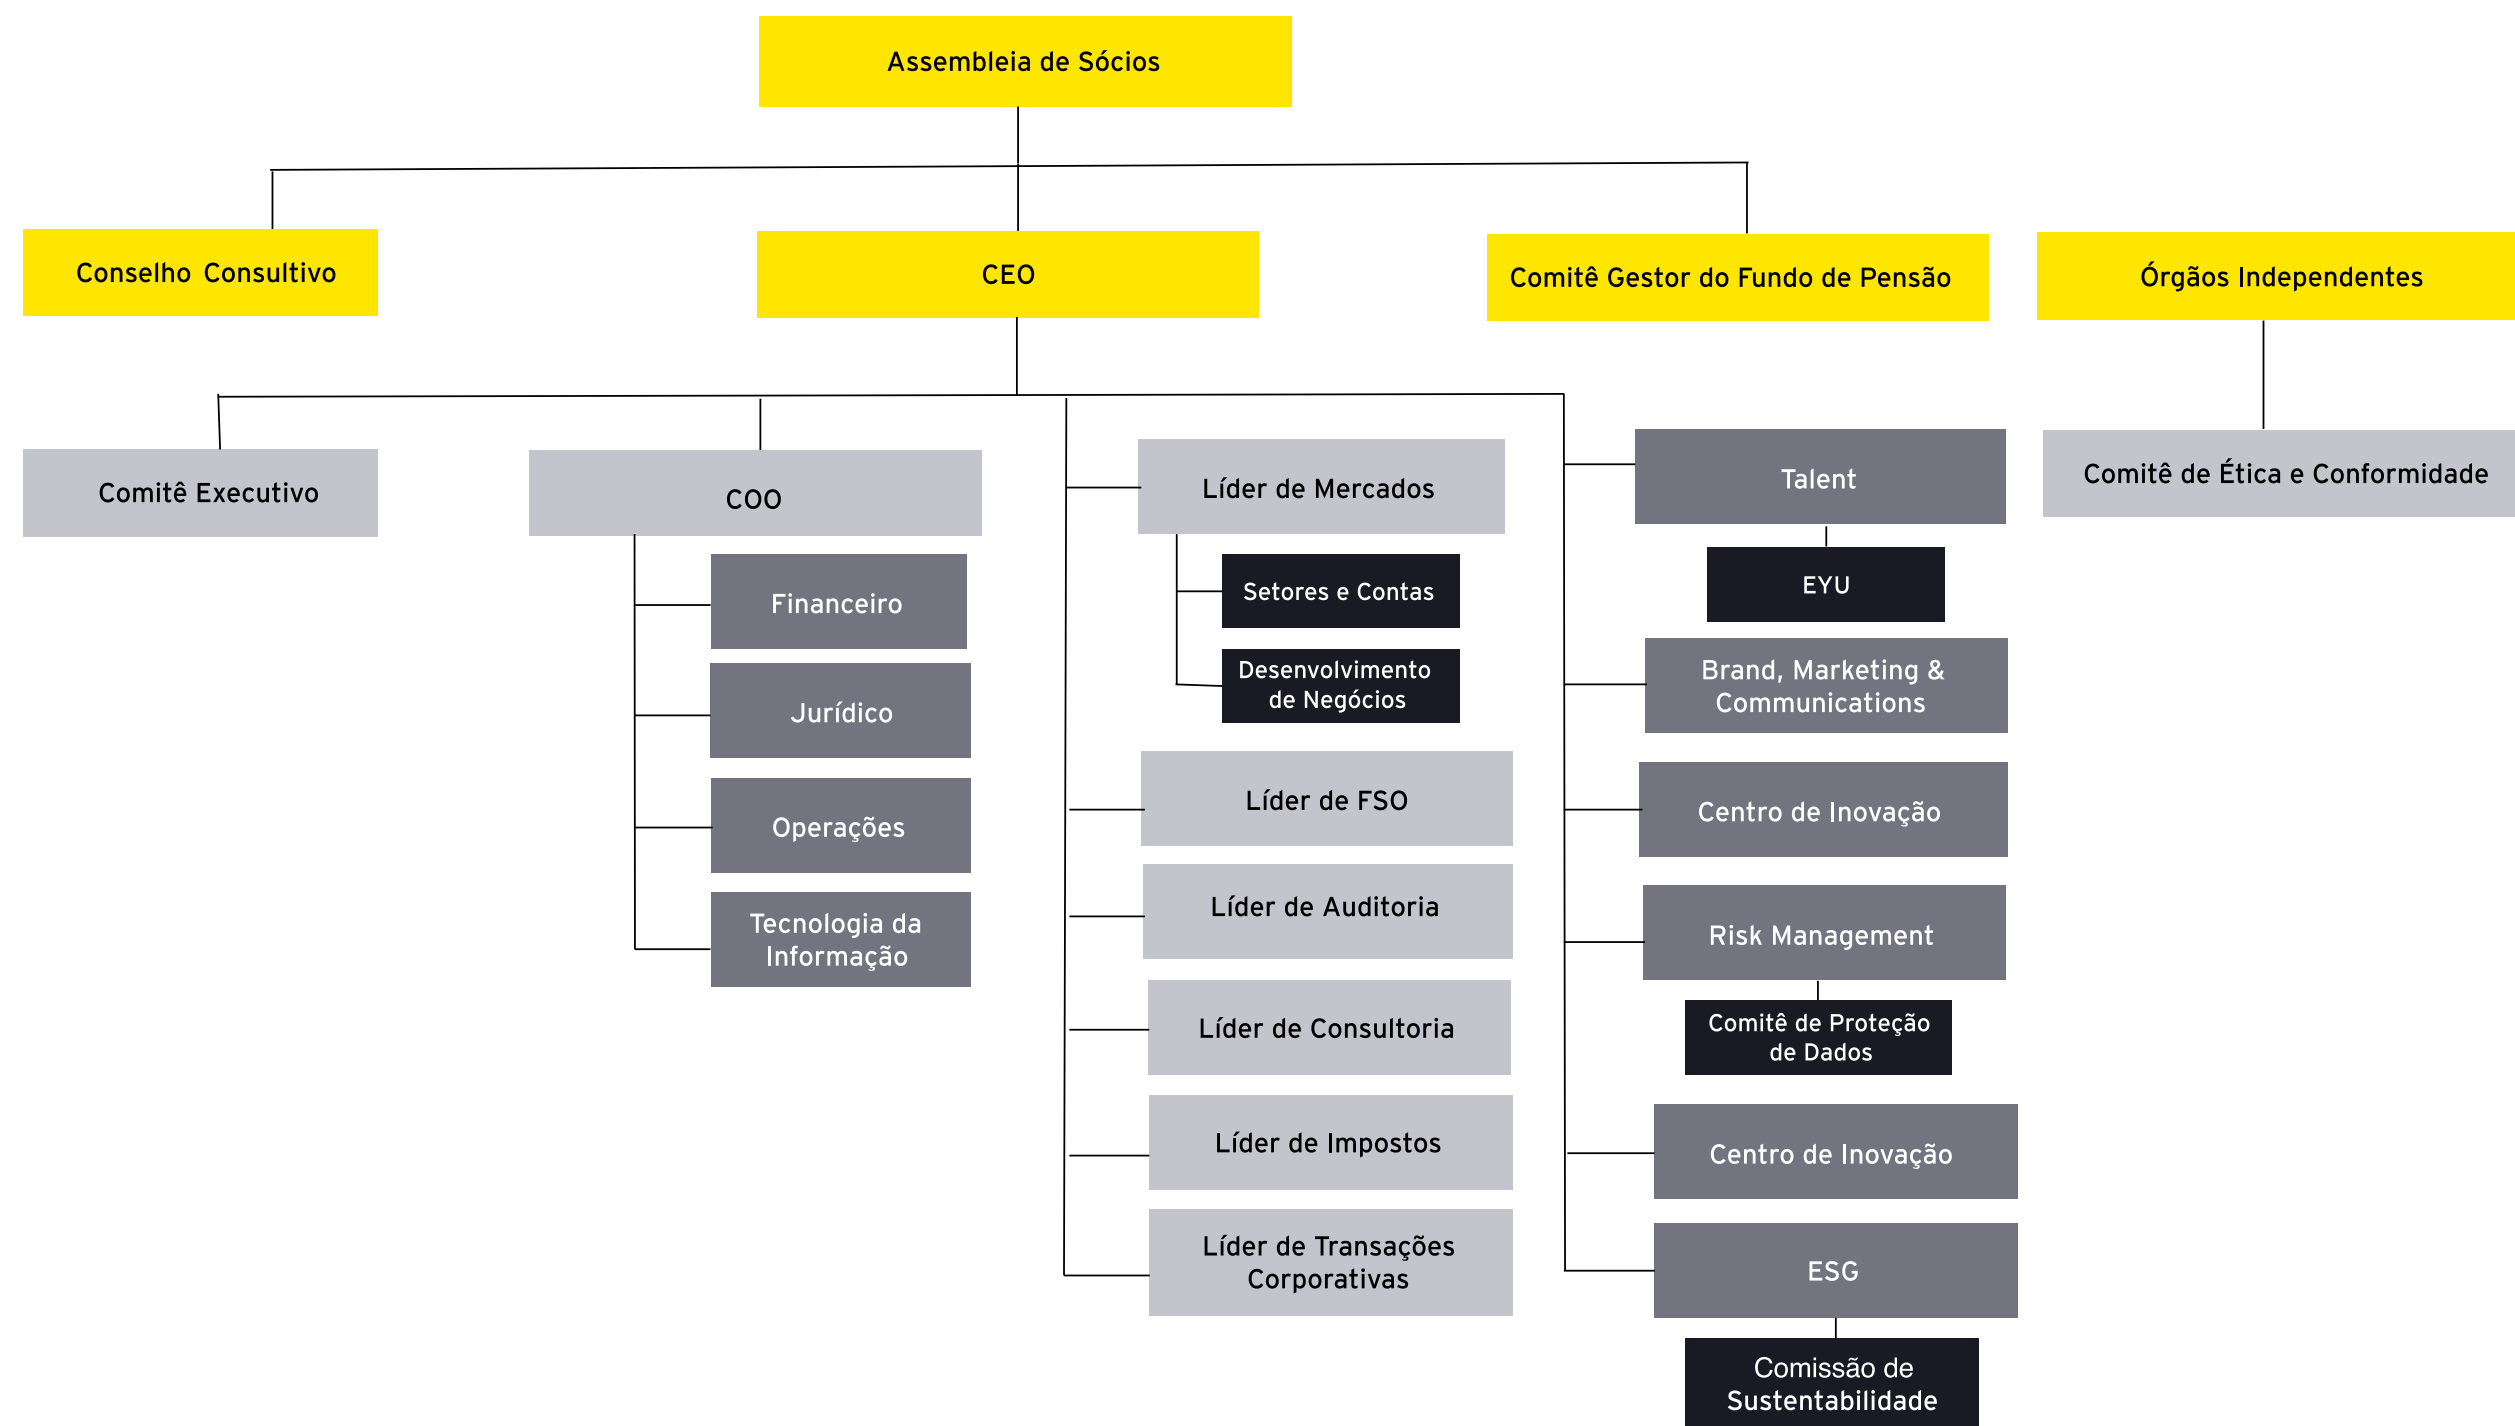 Assembleia de Sócios
Conselho Consultivo
CEO
Comitê Gestor do Fundo de Pensão
Órgãos Independentes
Comitê Executivo
COO
Financeiro
Jurídico
Operações
Tecnologia da
Informação
Líder de Mercados
Setores e Contas
Desenvolvimento
de Negócios
Líder de FSO
Líder de Auditoria
Líder de Consultoria
Líder de Impostos
Líder de Transações
Corporativas
Talent
EYU
Brand, Marketing &
Communications
Centro de Inovação
Risk Management
Comitê de Proteção
de Dados
Centro de Inovação
ESG
Comissão de
Sustentabilidade
Comitê de Ética e Conformidade